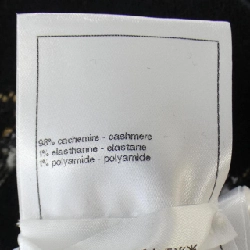 98% cachemire - cashmere
1% elasthanne - elastane
1% polyamide - polyamide